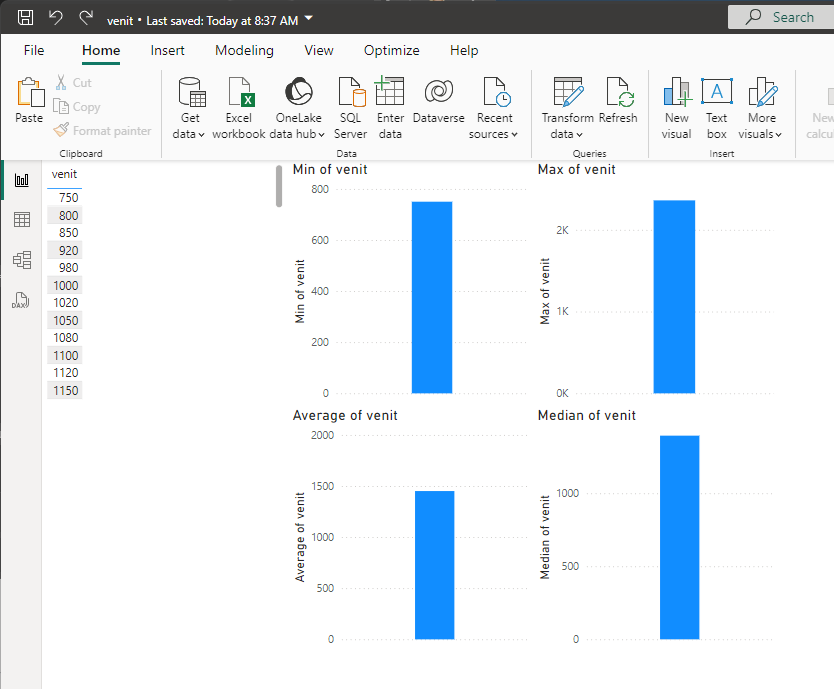 venit • Last saved: Today at 8:37 AM
Search
File Home Insert Modeling View Optimize Help
Paste
Cut
Copy
Format painter
Clipboard
Get data
Excel workbook
OneLake data hub
SQL Server
Enter data
Dataverse
Recent sources
Data
Transform data
Refresh
Queries
New visual
Text box
A
More visuals
Insert
New
calcu
DAX
venit
750
800
850
920
980
1000
1020
1050
1080
1100
1120
1150
Min of venit
Min of venit
800
600
400
200
0
Max of venit
Max of venit
2K
1K
0K
Average of venit
Average of venit
2000
1500
1000
500
0
Median of venit
Median of venit
1000
500
0